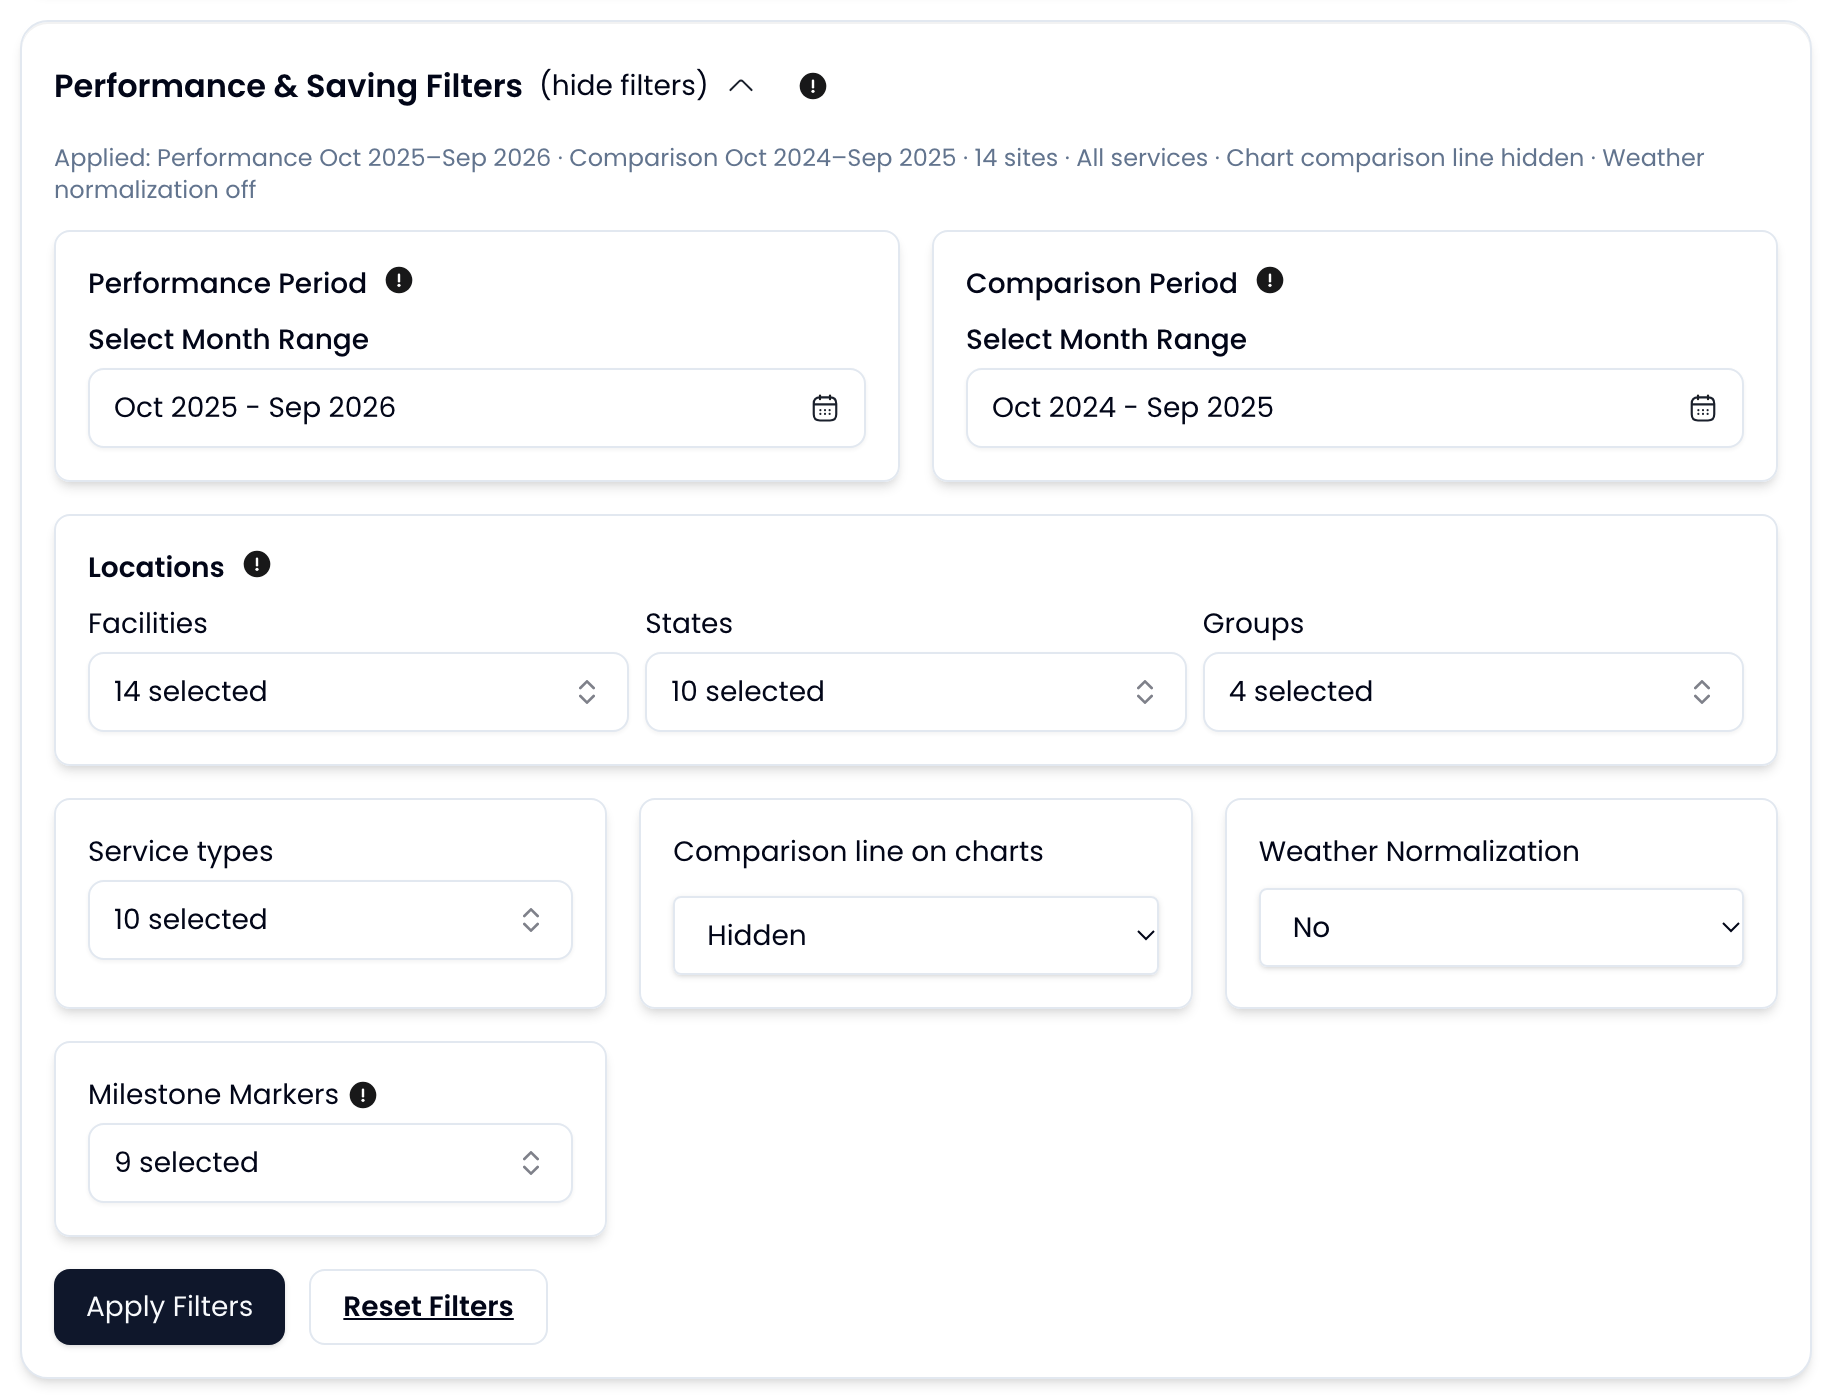 Performance & Saving Filters (hide filters)
Applied: Performance Oct 2025–Sep 2026 · Comparison Oct 2024–Sep 2025 · 14 sites · All services · Chart comparison line hidden · Weather
normalization off
Performance Period
Select Month Range
Oct 2025 - Sep 2026
Comparison Period
Select Month Range
Oct 2024 - Sep 2025
Locations
Facilities
14 selected
States
10 selected
Groups
4 selected
Service types
10 selected
Comparison line on charts
Hidden
Weather Normalization
No
Milestone Markers
9 selected
Apply Filters
Reset Filters